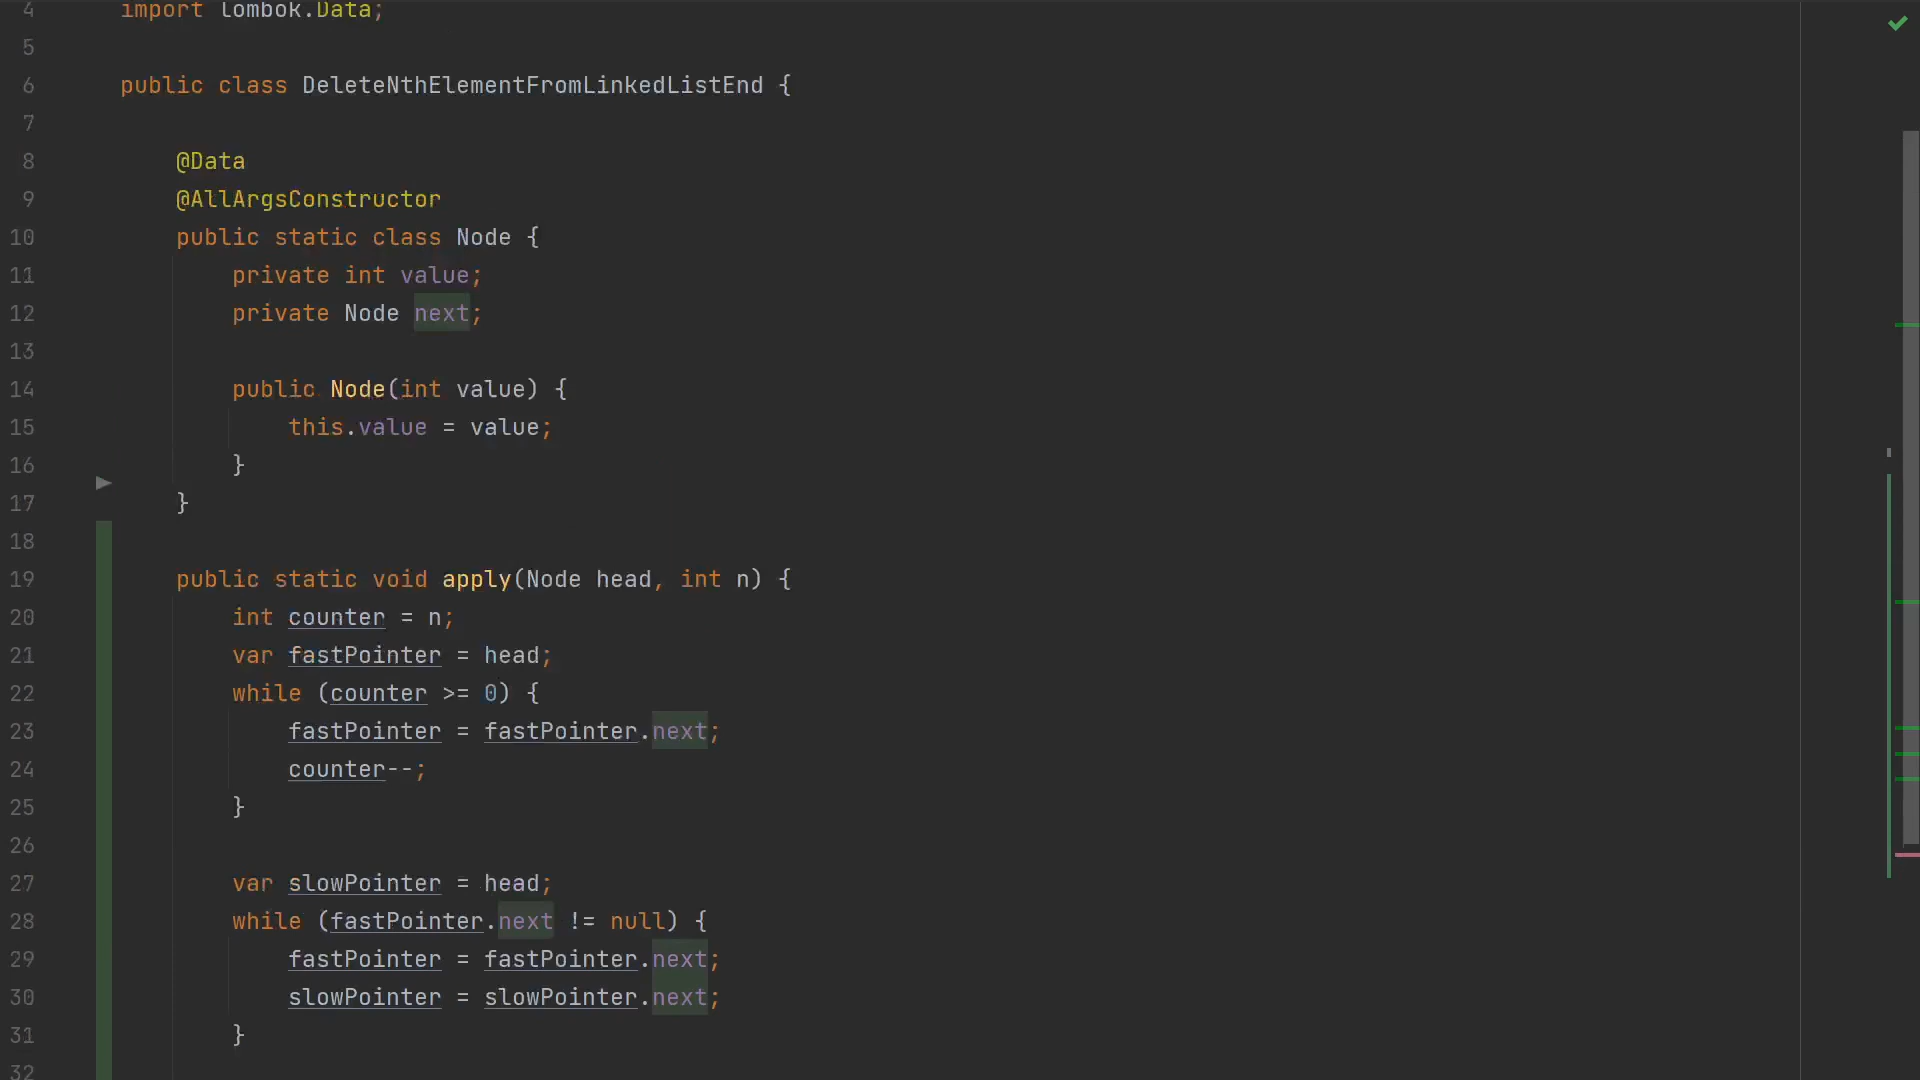 4 import lombok.Data;
5
6 public class DeleteNthElementFromLinkedListEnd {
7
8 @Data
9 @AllArgsConstructor
10 public static class Node {
11 private int value;
12 private Node next;
13
14 public Node(int value) {
15 this.value = value;
16 }
17 }
18
19 public static void apply(Node head, int n) {
20 int counter = n;
21 var fastPointer = head;
22 while (counter >= 0) {
23 fastPointer = fastPointer.next;
24 counter--;
25 }
26
27 var slowPointer = head;
28 while (fastPointer.next != null) {
29 fastPointer = fastPointer.next;
30 slowPointer = slowPointer.next;
31 }
32